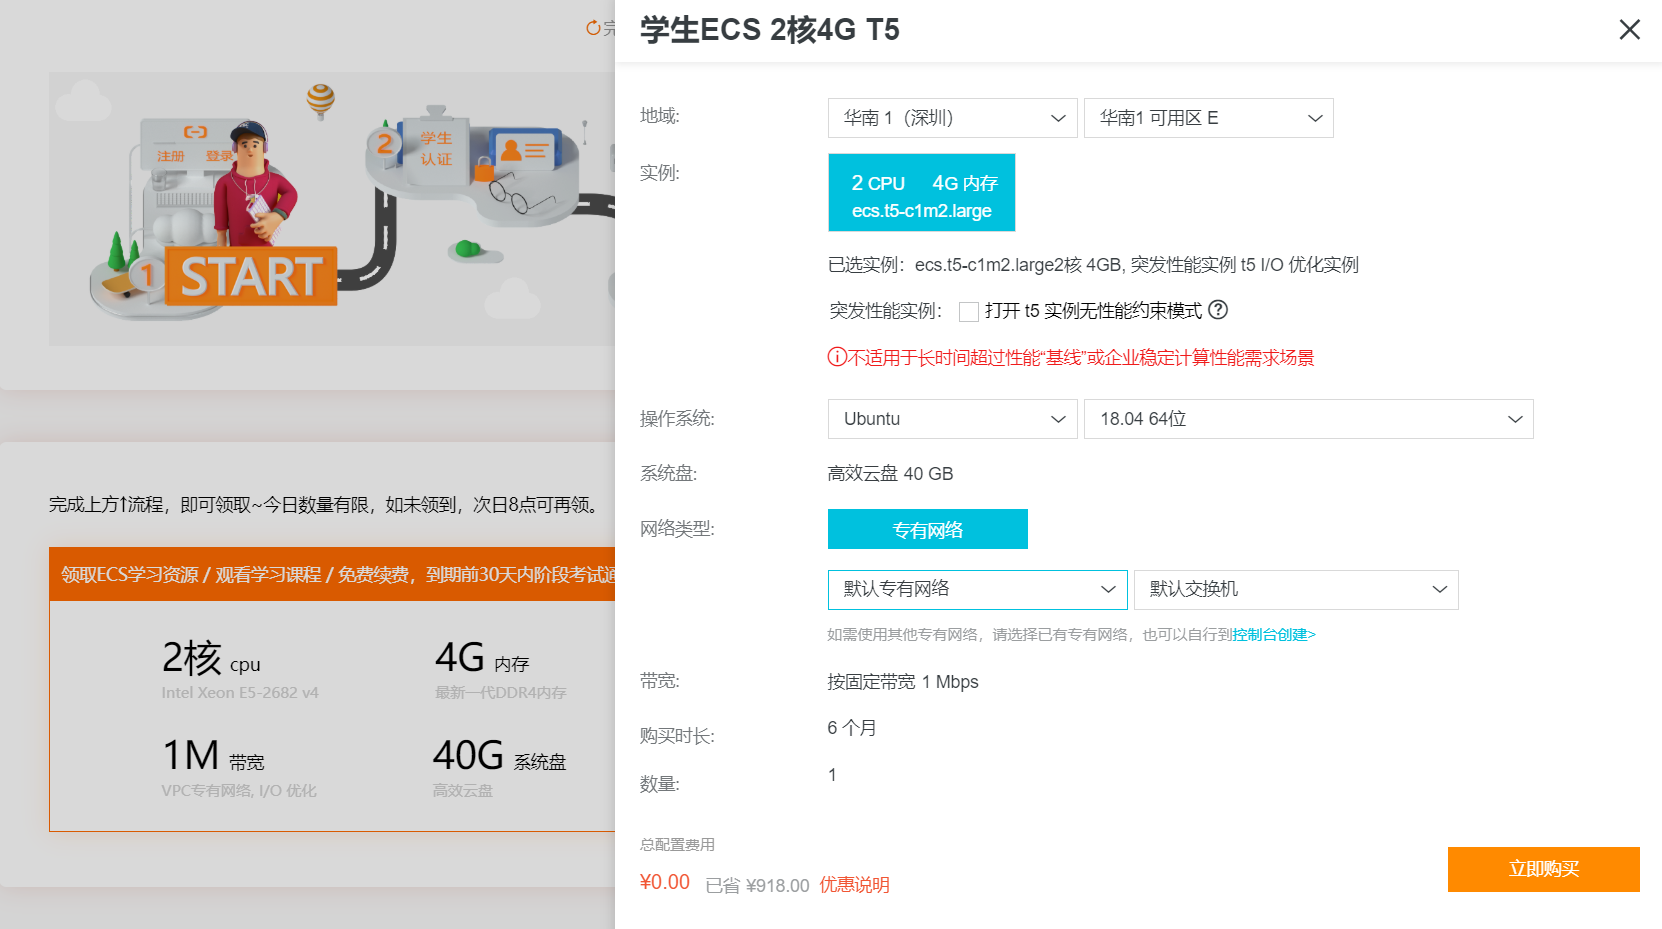 完
注册 登录
1
START
2
学生
认证
完成上方↑流程，即可领取~今日数量有限，如未领到，次日8点可再领。
领取ECS学习资源 / 观看学习课程 / 免费续费，到期前30天内阶段考试通
2核 cpu
Intel Xeon E5-2682 v4
4G 内存
最新一代DDR4内存
1M 带宽
VPC专有网络, I/O 优化
40G 系统盘
高效云盘
学生ECS 2核4G T5
地域:
华南 1（深圳）
华南1 可用区 E
实例:
2 CPU 4G 内存
ecs.t5-c1m2.large
已选实例：ecs.t5-c1m2.large2核 4GB, 突发性能实例 t5 I/O 优化实例
突发性能实例： 打开 t5 实例无性能约束模式
不适用于长时间超过性能“基线”或企业稳定计算性能需求场景
操作系统:
Ubuntu
18.04 64位
系统盘:
高效云盘 40 GB
网络类型:
专有网络
默认专有网络
默认交换机
如需使用其他专有网络，请选择已有专有网络，也可以自行到控制台创建>
带宽:
按固定带宽 1 Mbps
购买时长:
6 个月
数量:
1
总配置费用
¥0.00 已省 ¥918.00 优惠说明
立即购买